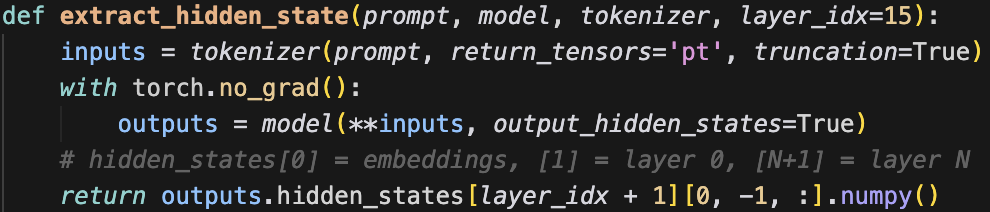 def extract_hidden_state(prompt, model, tokenizer, layer_idx=15):
    inputs = tokenizer(prompt, return_tensors='pt', truncation=True)
    with torch.no_grad():
        outputs = model(**inputs, output_hidden_states=True)
    # hidden_states[0] = embeddings, [1] = layer 0, [N+1] = layer N
    return outputs.hidden_states[layer_idx + 1][0, -1, :].numpy()